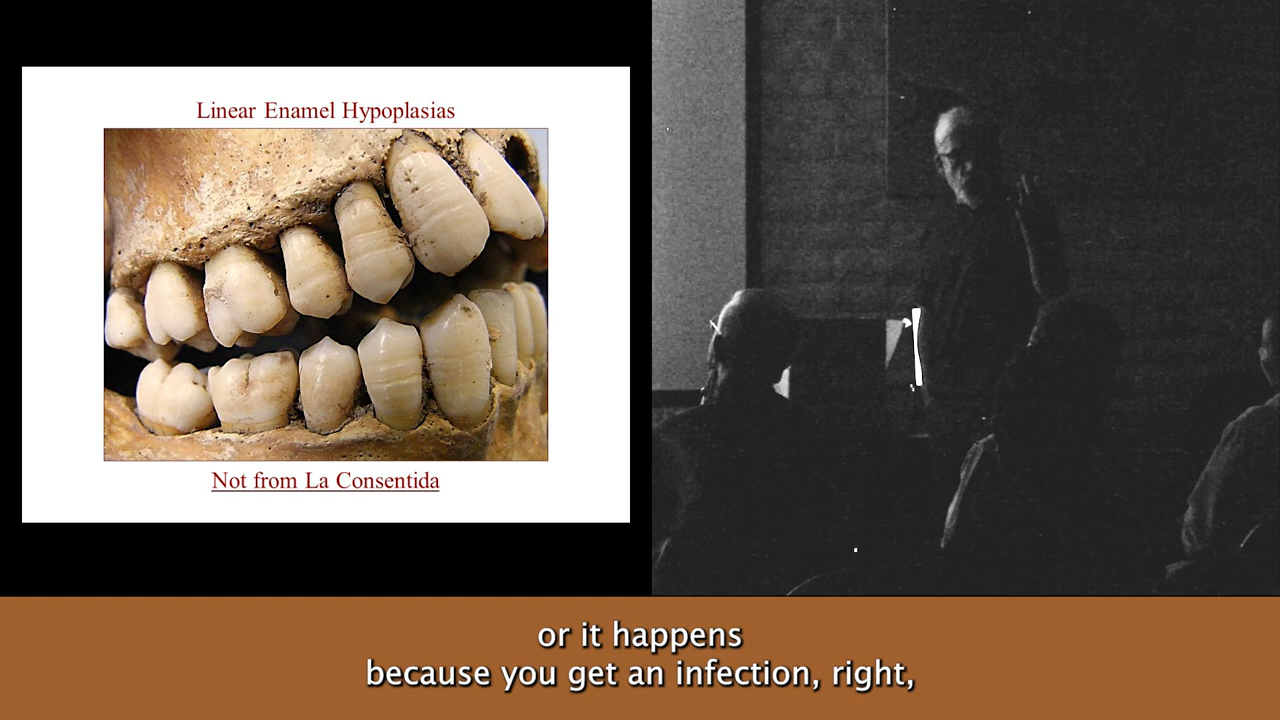 Linear Enamel Hypoplasias
Not from La Consentida
or it happens
because you get an infection, right,